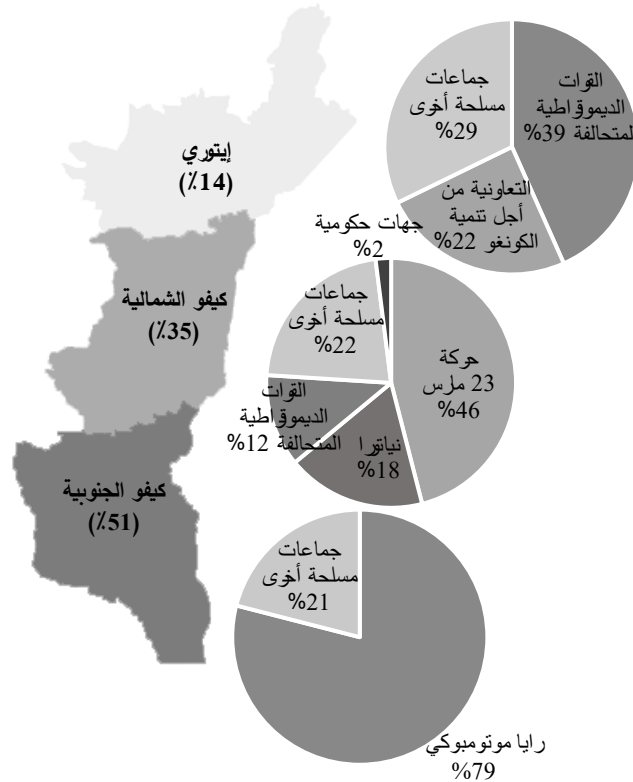 القوات
الديموقراطية
المتحالفة 39%
جماعات
مسلحة أخرى
29%
التعاونية من
أجل تنمية
الكونغو 22%
إيتوري
(14٪)
جهات حكومية
2%
جماعات
مسلحة أخرى
22%
حركة
23 مارس
46%
القوات
الديموقراطية
المتحالفة 12%
نياتورا
18%
كيفو الشمالية
(35٪)
كيفو الجنوبية
(51٪)
جماعات
مسلحة أخرى
21%
رايا موتومبوكي
79%